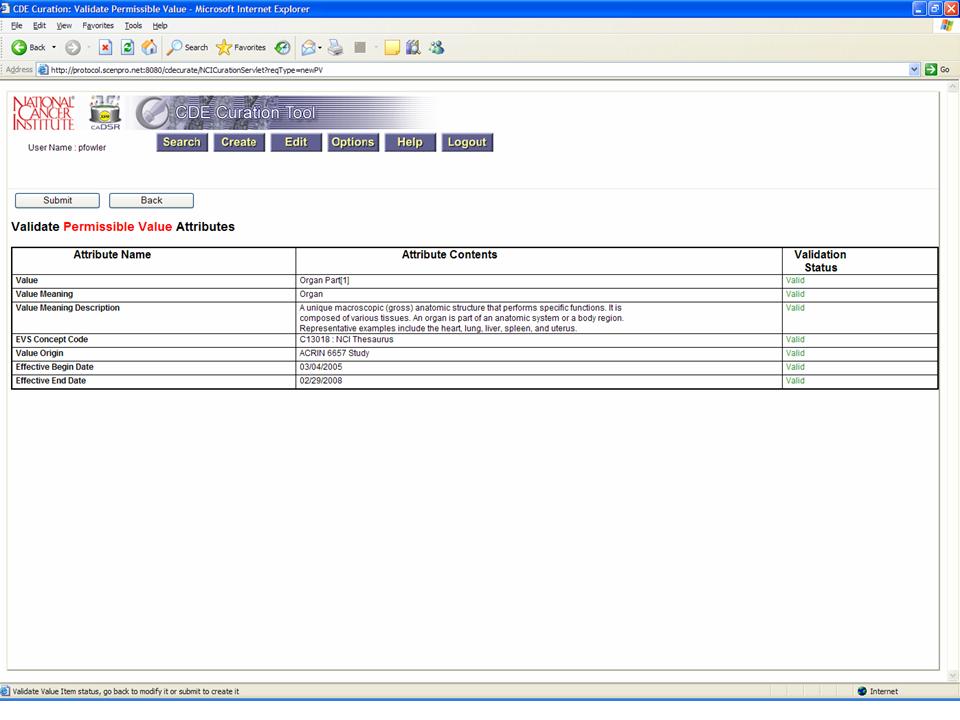 CDE Curation: Validate Permissible Value - Microsoft Internet Explorer
File Edit View Favorites Tools Help
Back Search Favorites
Address http://protocol.scenpro.net:8080/cdecurate/NCICurationServlet?reqType=newPV Go
NATIONAL CANCER INSTITUTE caDSR CDE Curation Tool
User Name : pfowler
Search Create Edit Options Help Logout
Submit Back
Validate Permissible Value Attributes
Attribute Name Attribute Contents Validation Status
Value Organ Part[1] Valid
Value Meaning Organ Valid
Value Meaning Description A unique macroscopic (gross) anatomic structure that performs specific functions. It is Valid
composed of various tissues. An organ is part of an anatomic system or a body region.
Representative examples include the heart, lung, liver, spleen, and uterus.
EVS Concept Code C13018 : NCI Thesaurus Valid
Value Origin ACRIN 6657 Study Valid
Effective Begin Date 03/04/2005 Valid
Effective End Date 02/29/2008 Valid
Validate Value Item status, go back to modify it or submit to create it Internet